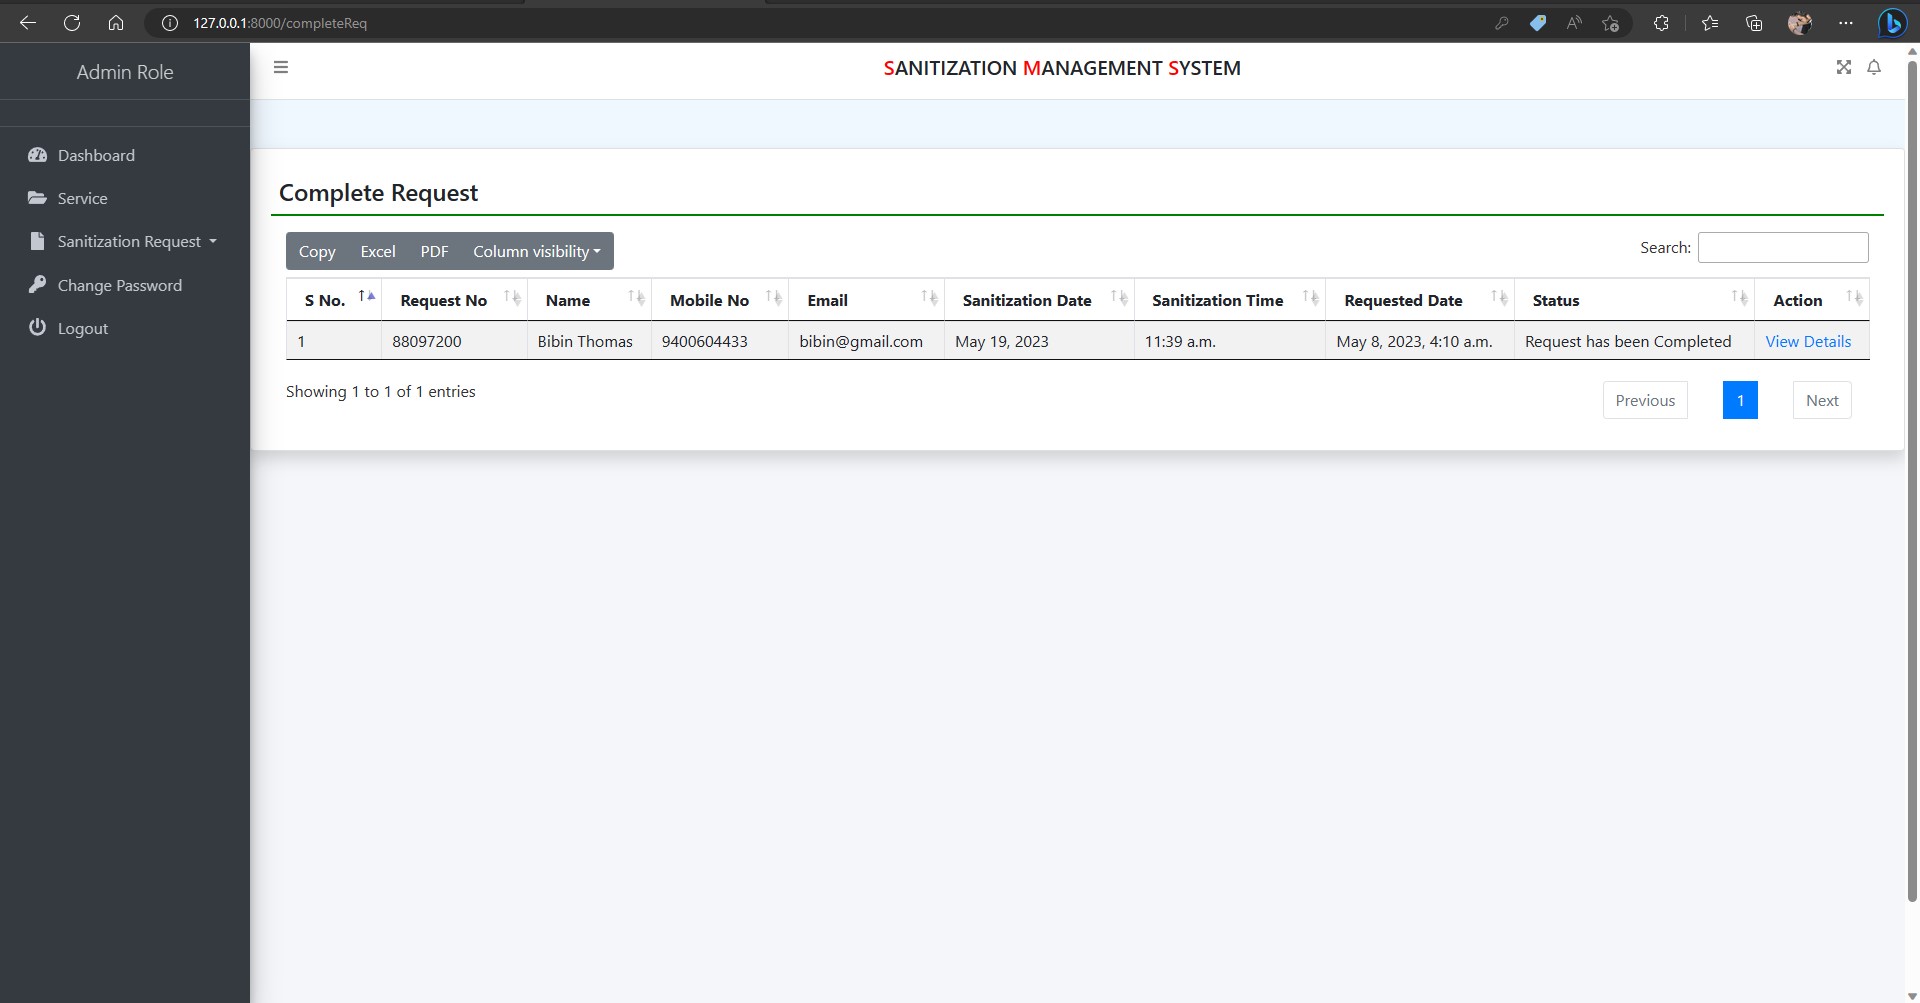 127.0.0.1:8000/completeReq
Admin Role
SANITIZATION MANAGEMENT SYSTEM
Dashboard
Service
Sanitization Request
Change Password
Logout
Complete Request
Copy Excel PDF Column visibility
Search:
S No. Request No Name Mobile No Email Sanitization Date Sanitization Time Requested Date Status Action
1 88097200 Bibin Thomas 9400604433 bibin@gmail.com May 19, 2023 11:39 a.m. May 8, 2023, 4:10 a.m. Request has been Completed View Details
Showing 1 to 1 of 1 entries
Previous 1 Next